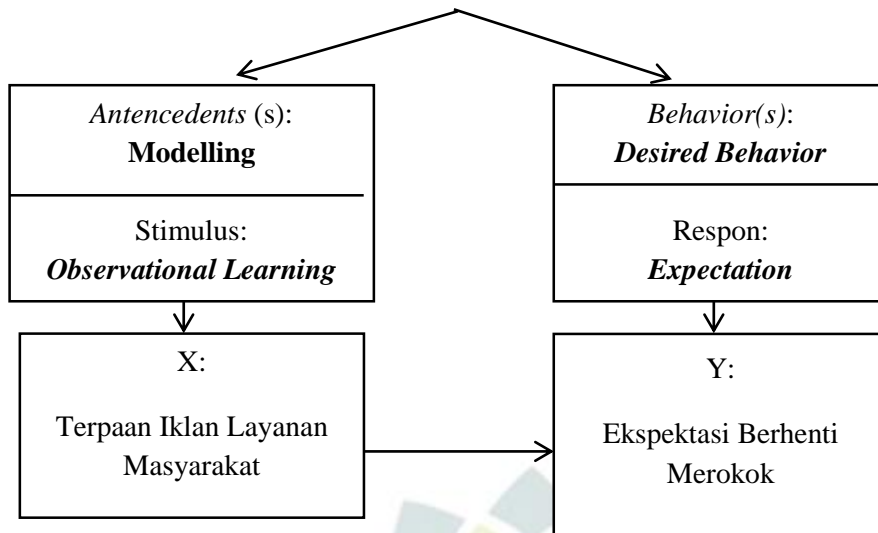 Antencedents (s):
Modelling
Stimulus:
Observational Learning
Behavior(s):
Desired Behavior
Respon:
Expectation
X:
Terpaan Iklan Layanan
Masyarakat
Y:
Ekspektasi Berhenti
Merokok